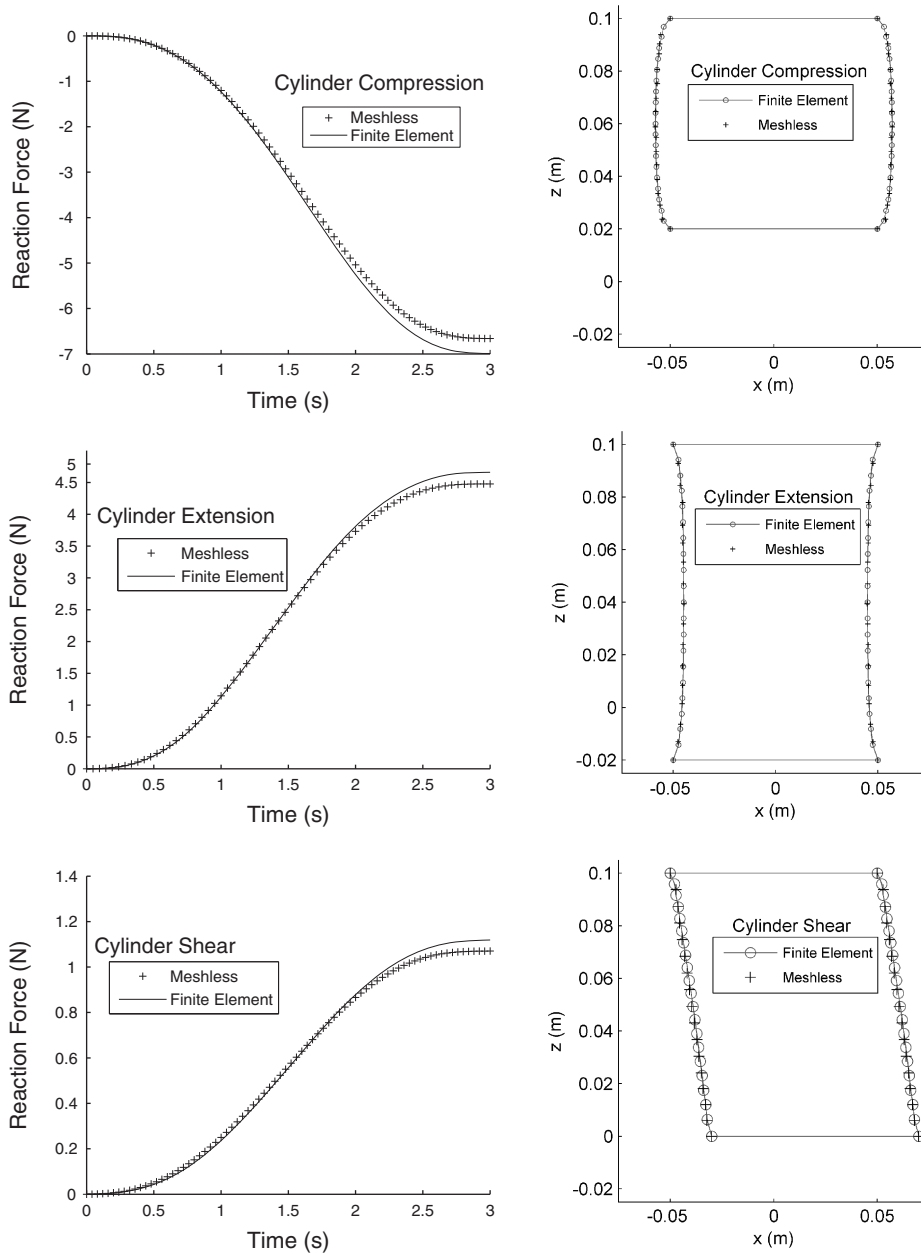 Cylinder Compression
Meshless
Finite Element
0
-1
-2
-3
-4
-5
-6
-7
0 0.5 1 1.5 2 2.5 3
Reaction Force (N)
Time (s)
Cylinder Compression
Finite Element
Meshless
0.1
0.08
0.06
0.04
0.02
0
-0.02
-0.05 0 0.05
z (m)
x (m)
Cylinder Extension
Meshless
Finite Element
5
4.5
4
3.5
3
2.5
2
1.5
1
0.5
0
0 0.5 1 1.5 2 2.5 3
Reaction Force (N)
Time (s)
Cylinder Extension
Finite Element
Meshless
0.1
0.08
0.06
0.04
0.02
0
-0.02
-0.05 0 0.05
z (m)
x (m)
Cylinder Shear
Meshless
Finite Element
1.4
1.2
1
0.8
0.6
0.4
0.2
0
0 0.5 1 1.5 2 2.5 3
Reaction Force (N)
Time (s)
Cylinder Shear
Finite Element
Meshless
0.1
0.08
0.06
0.04
0.02
0
-0.02
-0.05 0 0.05
z (m)
x (m)